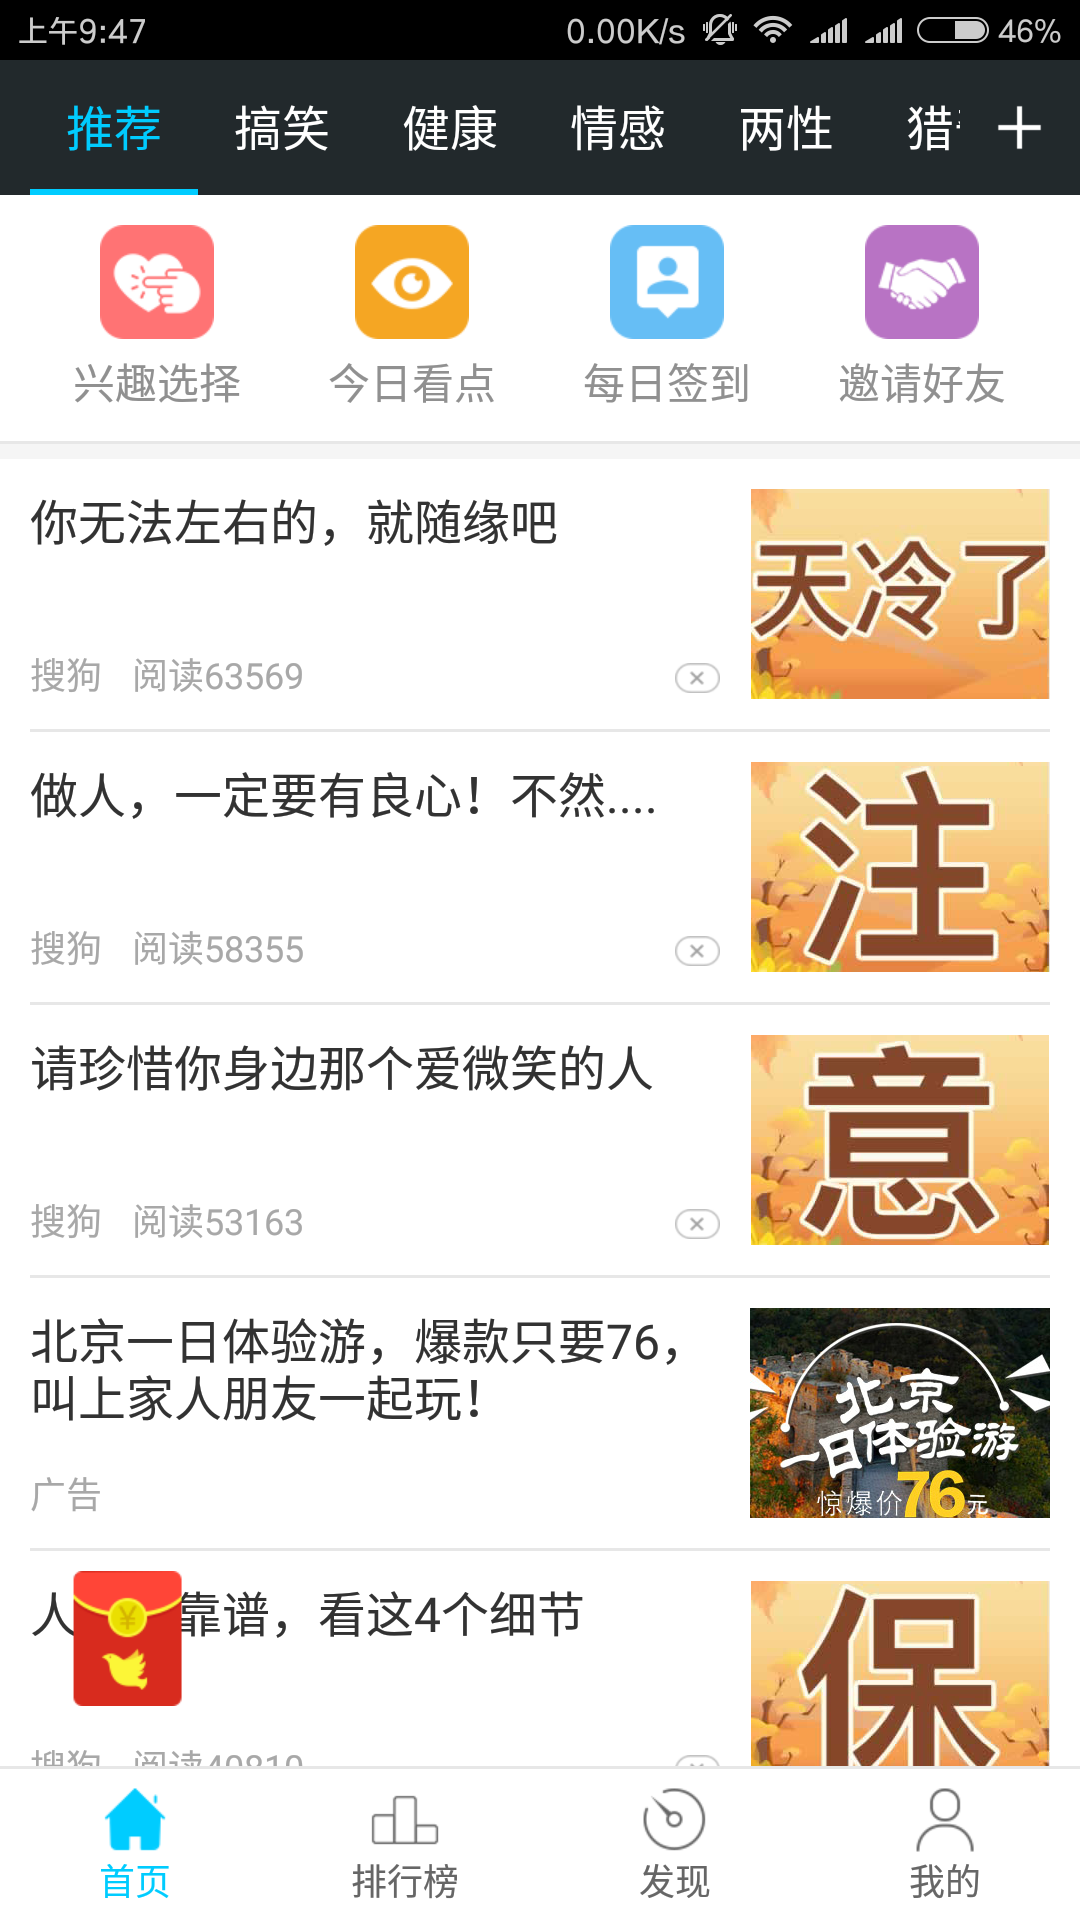 上午9:47
0.00K/s
46%
推荐 搞笑 健康 情感 两性 猎
兴趣选择 今日看点 每日签到 邀请好友
你无法左右的，就随缘吧
天冷了
搜狗 阅读63569
做人，一定要有良心！不然....
注
搜狗 阅读58355
请珍惜你身边那个爱微笑的人
意
搜狗 阅读53163
北京一日体验游，爆款只要76，
叫上家人朋友一起玩！
北京
一日体验游
惊爆价76元
广告
人 靠谱，看这4个细节
保
¥
搜狗 阅读40810
首页 排行榜 发现 我的